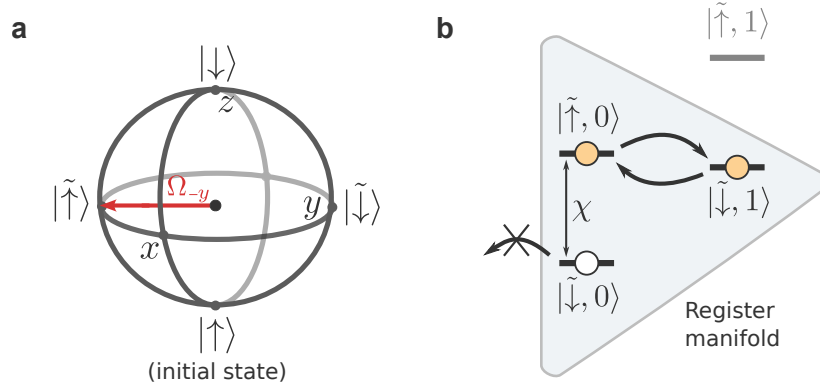 a
|↓⟩
z
Ω₋y
|↑̃⟩
y
|↓̃⟩
x
|↑⟩
(initial state)
b
|↑̃, 1⟩
|↑̃, 0⟩
χ
|↓̃, 1⟩
|↓̃, 0⟩
Register
manifold